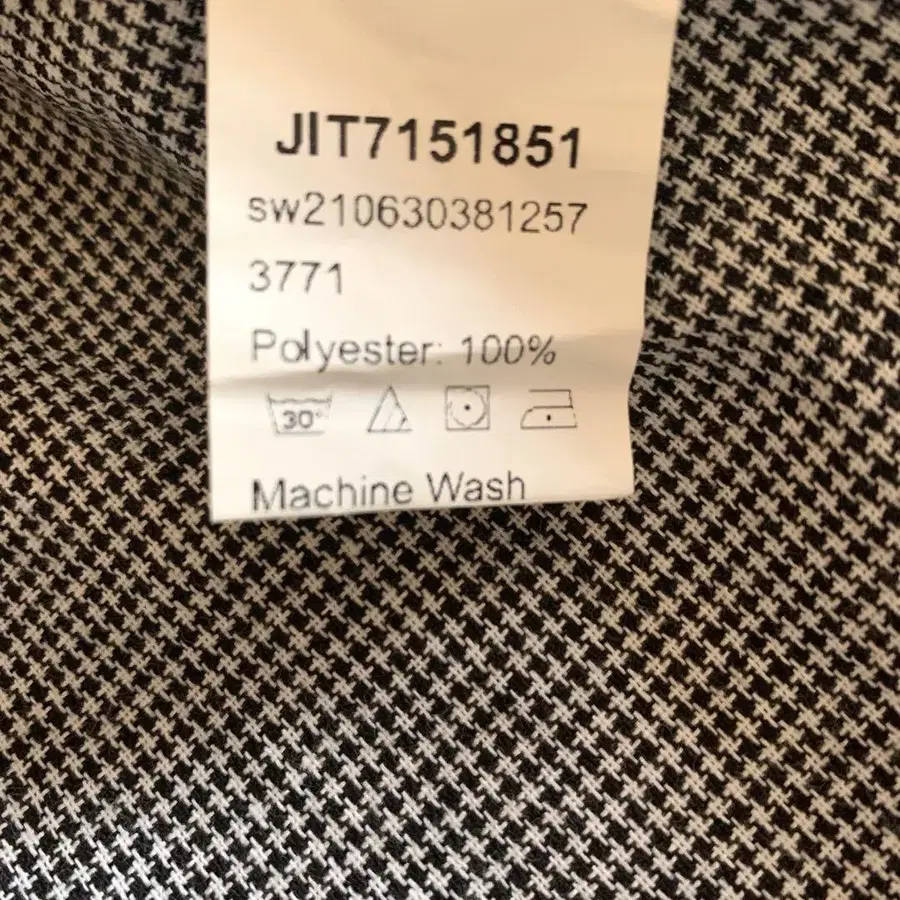 JIT7151851
sw210630381257
3771
Polyester: 100%
30°
Machine Wash